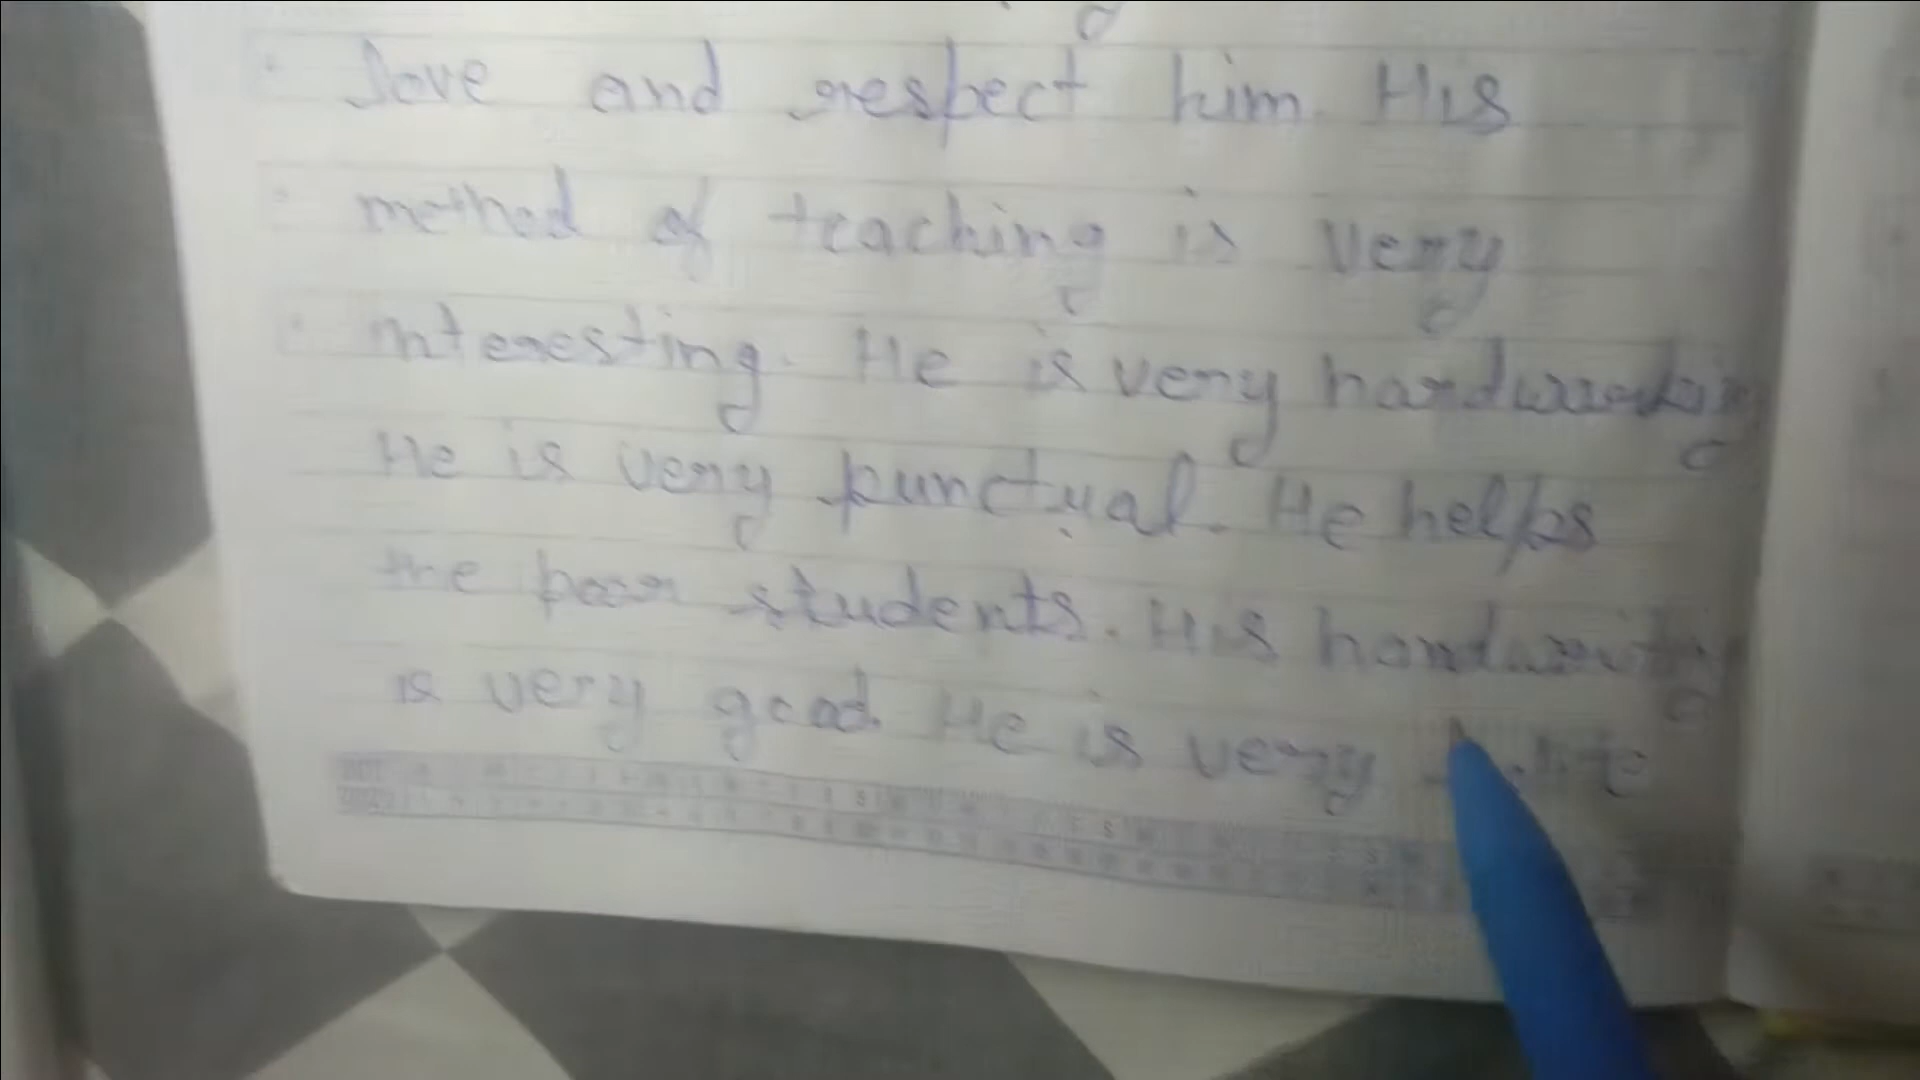 love and respect him. His
method of teaching is very
interesting. He is very hardworking
He is very punctual. He helps
the poor students. His handwriting
is very good. He is very